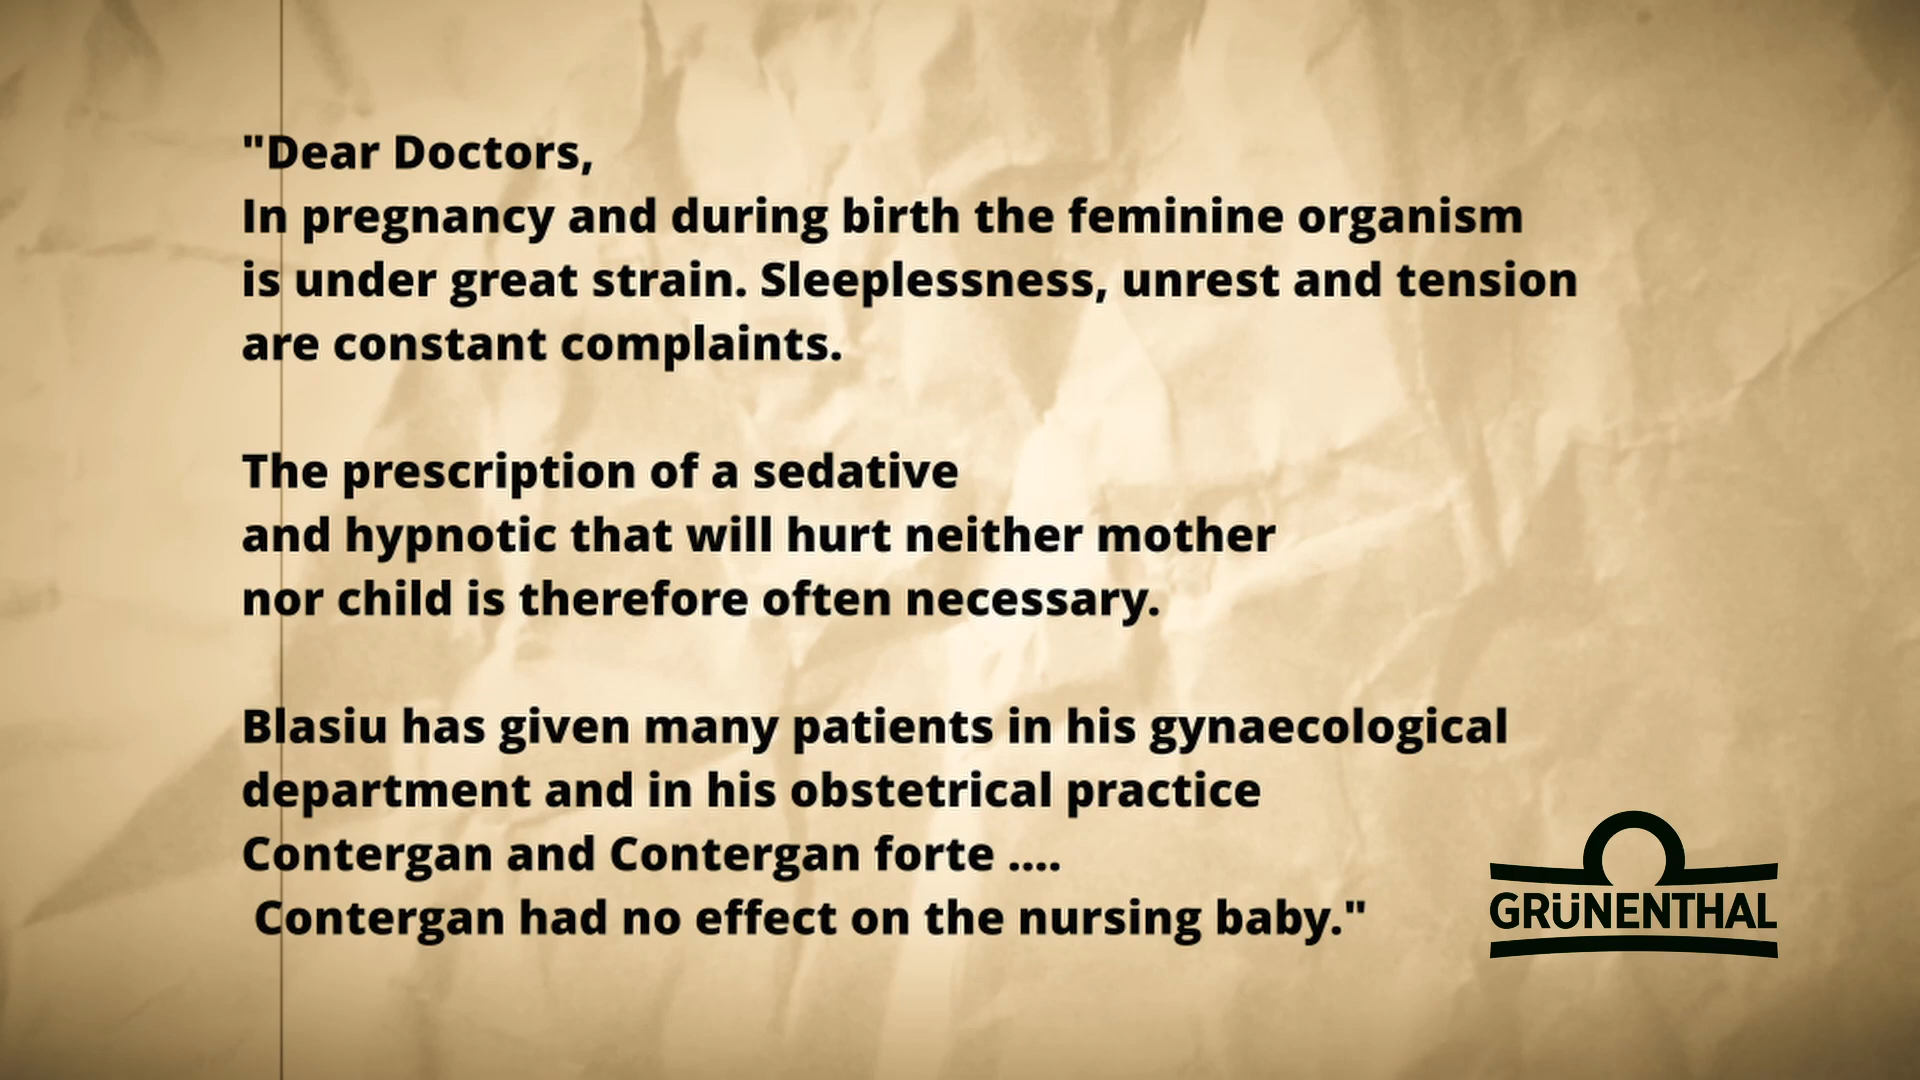 "Dear Doctors,
In pregnancy and during birth the feminine organism
is under great strain. Sleeplessness, unrest and tension
are constant complaints.
The prescription of a sedative
and hypnotic that will hurt neither mother
nor child is therefore often necessary.
Blasiu has given many patients in his gynaecological
department and in his obstetrical practice
Contergan and Contergan forte ....
Contergan had no effect on the nursing baby."
GRÜNENTHAL